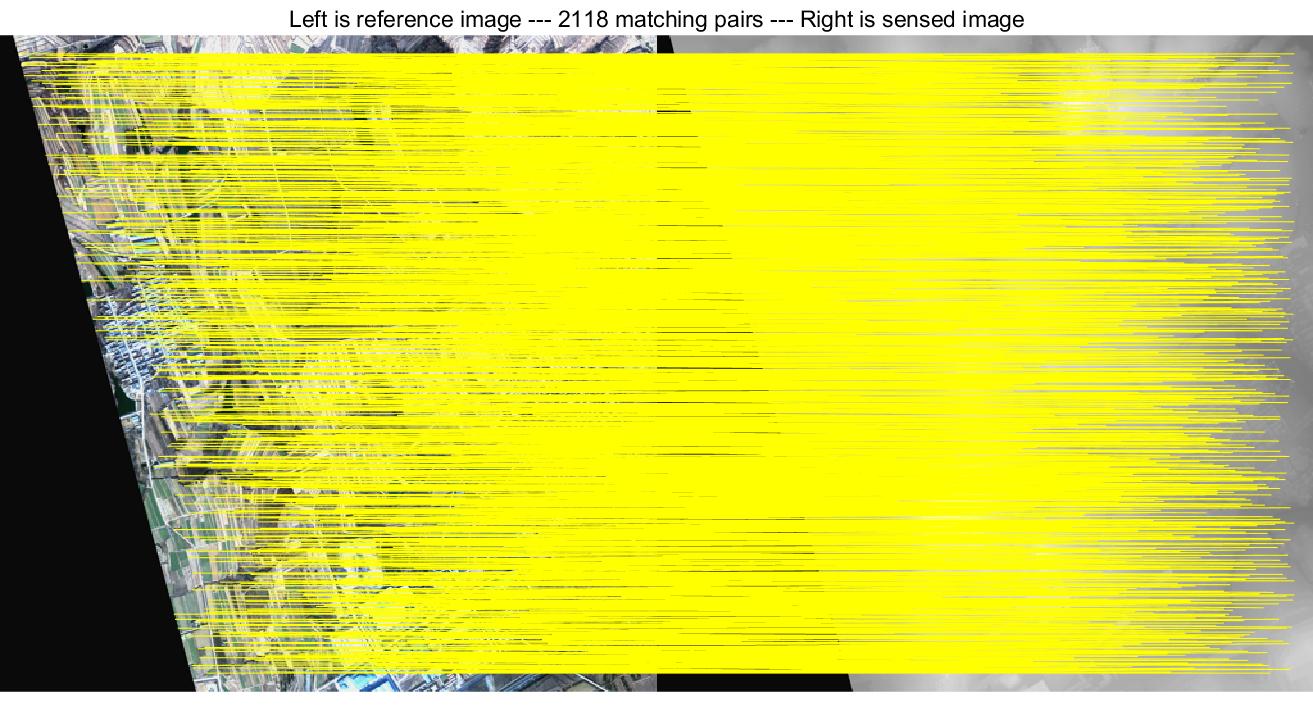 Left is reference image --- 2118 matching pairs --- Right is sensed image